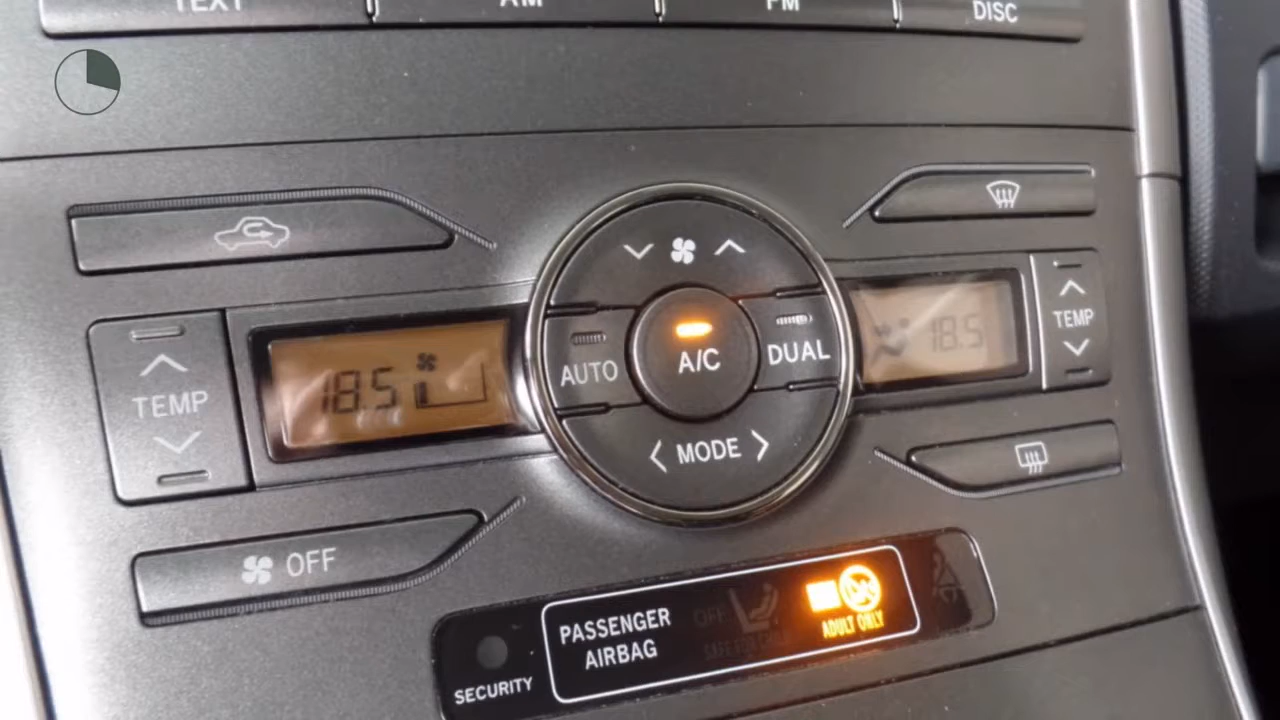 TEXT
AM
PM
DISC
TEMP
18.5
AUTO
A/C
DUAL
18.5
TEMP
MODE
OFF
PASSENGER
AIRBAG
OFF
ADULT ONLY
SECURITY